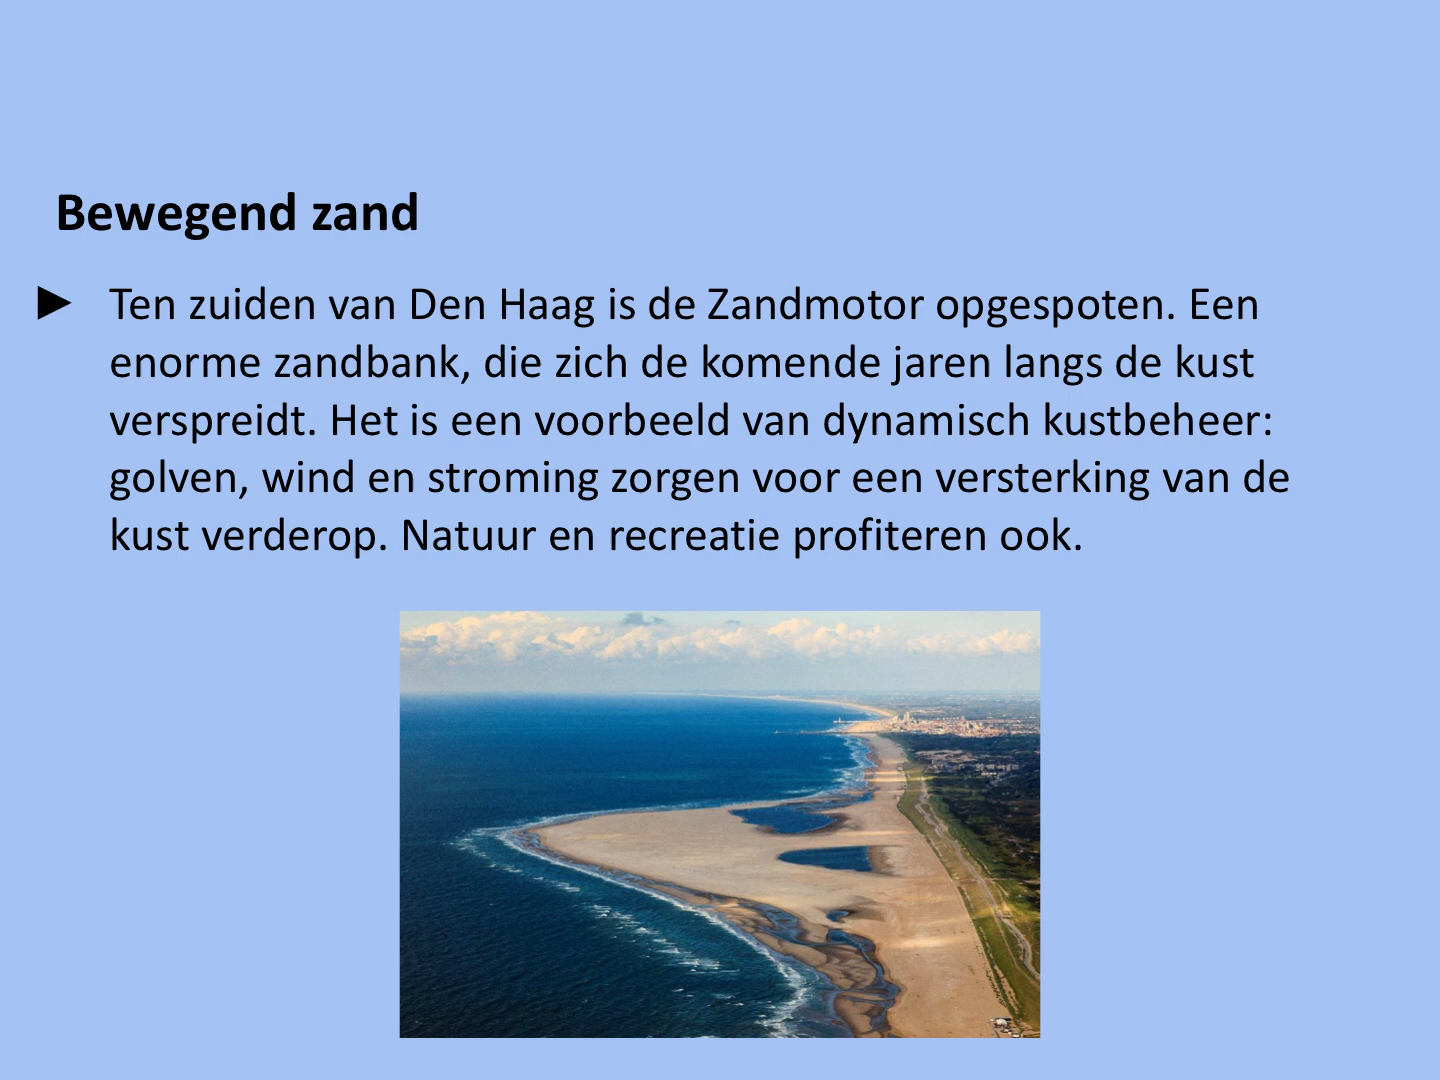 Bewegend zand
► Ten zuiden van Den Haag is de Zandmotor opgespoten. Een
enorme zandbank, die zich de komende jaren langs de kust
verspreidt. Het is een voorbeeld van dynamisch kustbeheer:
golven, wind en stroming zorgen voor een versterking van de
kust verderop. Natuur en recreatie profiteren ook.